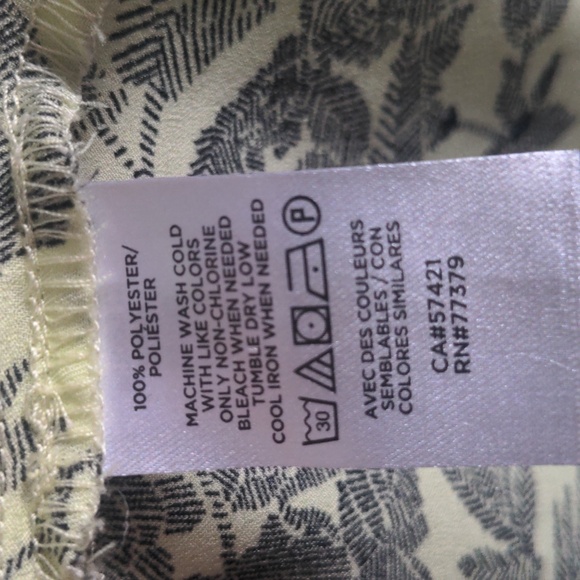 100% POLYESTER/
POLIÉSTER
MACHINE WASH COLD
WITH LIKE COLORS
ONLY NON-CHLORINE
BLEACH WHEN NEEDED
TUMBLE DRY LOW
COOL IRON WHEN NEEDED
30 P
AVEC DES COULEURS
SEMBLABLES / CON
COLORES SIMILARES
CA#57421
RN#77379